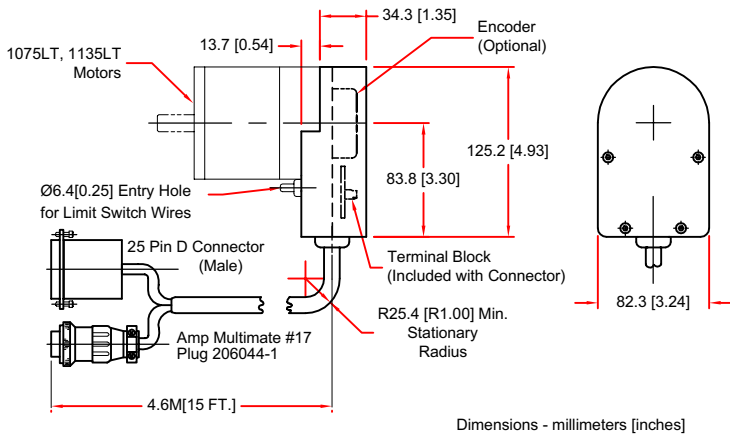 34.3 [1.35]
13.7 [0.54]
Encoder
(Optional)
1075LT, 1135LT
Motors
125.2 [4.93]
83.8 [3.30]
Ø6.4[0.25] Entry Hole
for Limit Switch Wires
25 Pin D Connector
(Male)
Terminal Block
(Included with Connector)
82.3 [3.24]
R25.4 [R1.00] Min.
Stationary
Radius
Amp Multimate #17
Plug 206044-1
4.6M[15 FT.]
Dimensions - millimeters [inches]